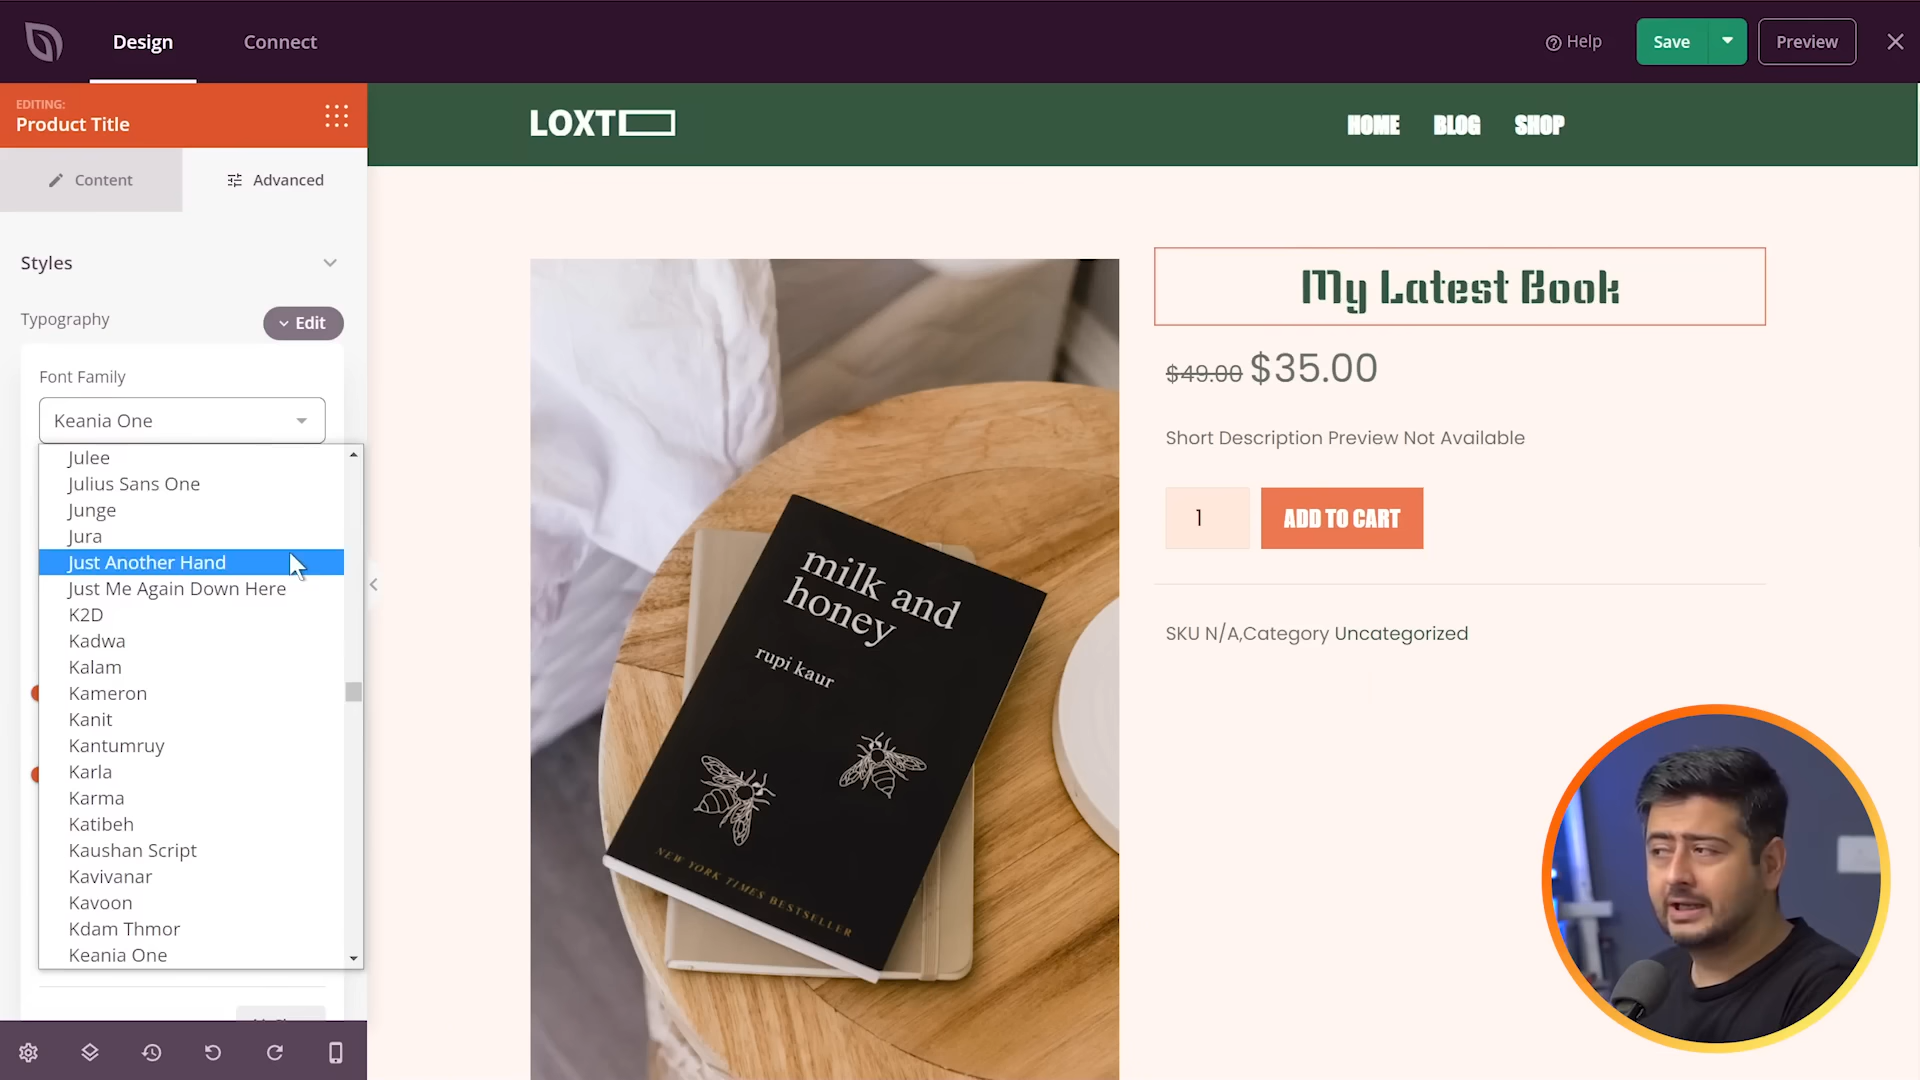 Design
Connect
Help
Save
Preview
EDITING:
Product Title
Content
Advanced
Styles
Typography
Edit
Font Family
Keania One
Julee
Julius Sans One
Junge
Jura
Just Another Hand
Just Me Again Down Here
K2D
Kadwa
Kalam
Kameron
Kanit
Kantumruy
Karla
Karma
Katibeh
Kaushan Script
Kavivanar
Kavoon
Kdam Thmor
Keania One
LOXT
HOME
BLOG
SHOP
My Latest Book
$49.00 $35.00
Short Description Preview Not Available
1
ADD TO CART
SKU N/A,Category Uncategorized
milk and
honey
rupi kaur
NEW YORK TIMES BESTSELLER